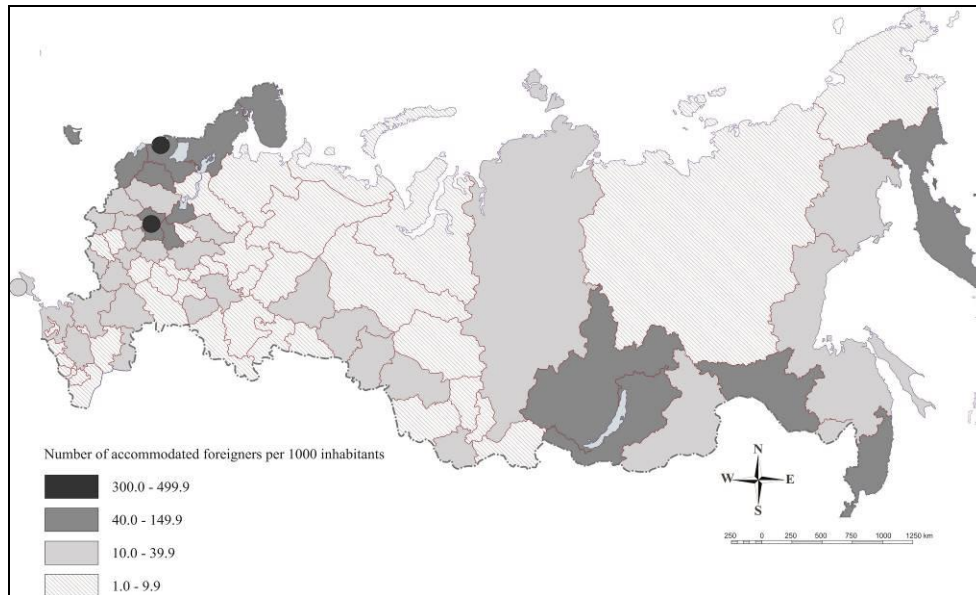 Number of accommodated foreigners per 1000 inhabitants
300.0 - 499.9
40.0 - 149.9
10.0 - 39.9
1.0 - 9.9
N
W E
S
250 0 250 500 750 1000 1250 km